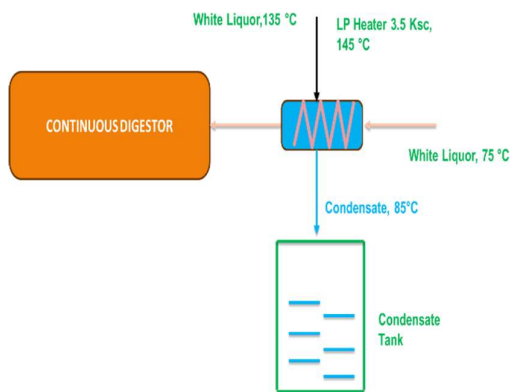 White Liquor,135 °C
LP Heater 3.5 Ksc,
145 °C
CONTINUOUS DIGESTOR
White Liquor, 75 °C
Condensate, 85°C
Condensate
Tank